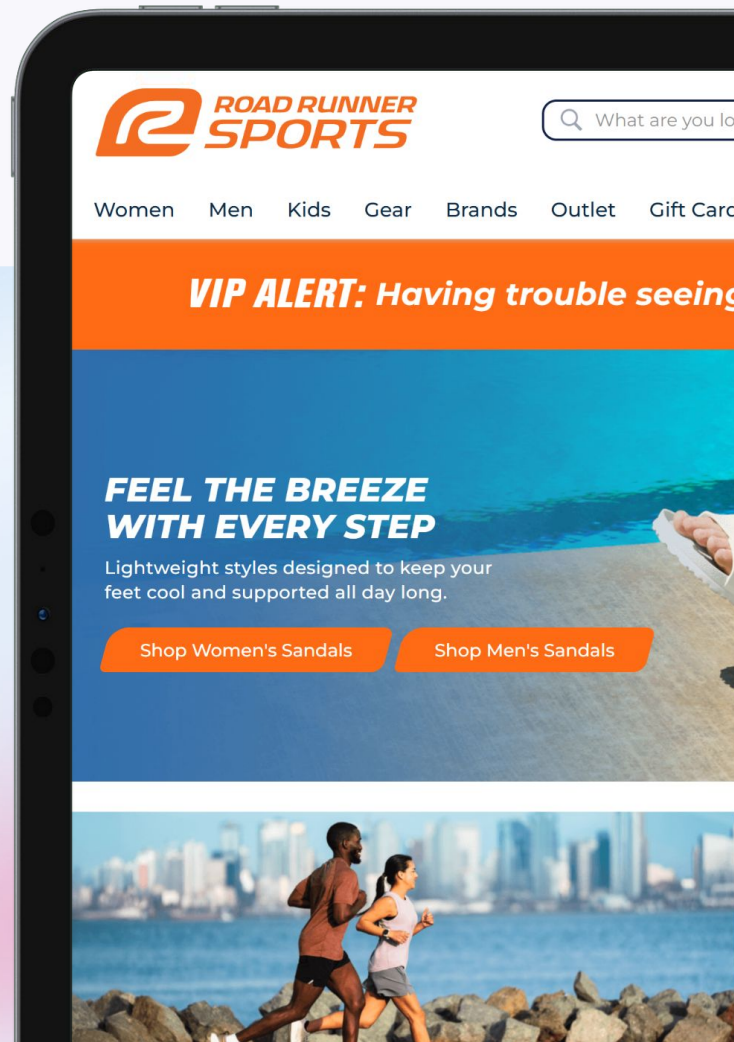 ROAD RUNNER
SPORTS
What are you lo
Women Men Kids Gear Brands Outlet Gift Card
VIP ALERT: Having trouble seeing
FEEL THE BREEZE
WITH EVERY STEP
Lightweight styles designed to keep your
feet cool and supported all day long.
Shop Women's Sandals Shop Men's Sandals